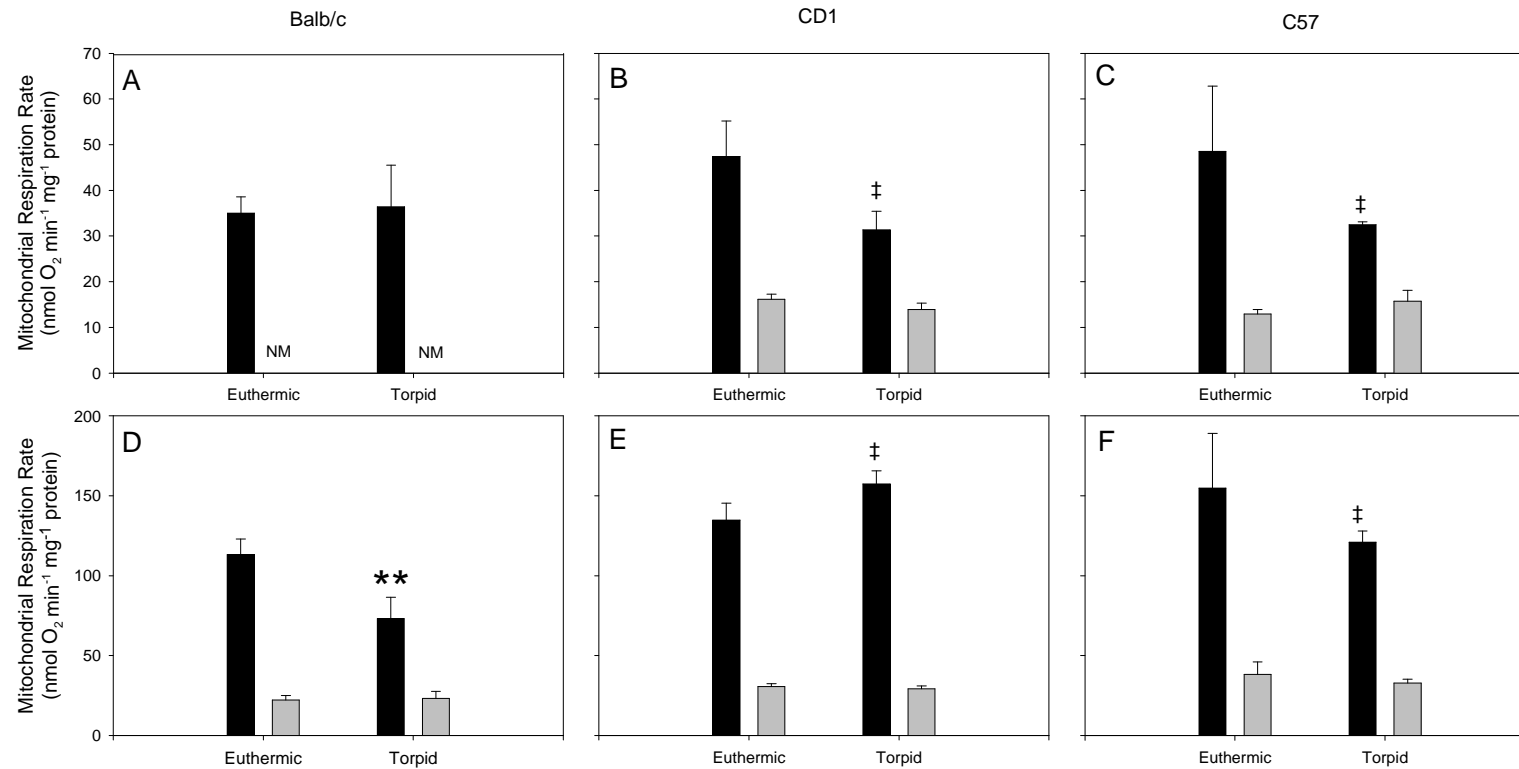 Balb/c
CD1
C57
Mitochondrial Respiration Rate
(nmol O₂ min⁻¹ mg⁻¹ protein)
70
60
50
40
30
20
10
0
A
NM
NM
Euthermic
Torpid
B
‡
Euthermic
Torpid
C
‡
Euthermic
Torpid
Mitochondrial Respiration Rate
(nmol O₂ min⁻¹ mg⁻¹ protein)
200
150
100
50
0
D
**
Euthermic
Torpid
E
‡
Euthermic
Torpid
F
‡
Euthermic
Torpid